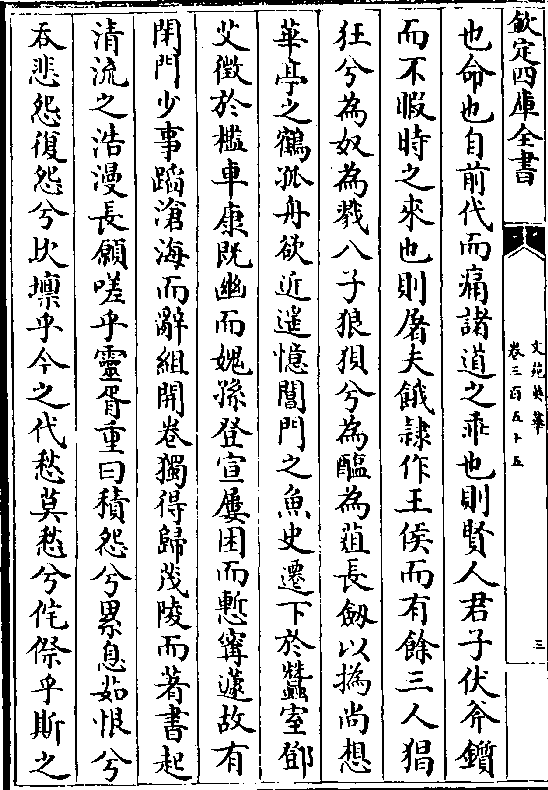 欽定四庫全書
文苑英華
卷三百五十五
三
也命也自前代而痛諸道之乖也則賢人君子伏斧鑕
而不暇時之來也則屠夫餓隸作王侯而有餘三人猖
狂兮為奴為戮八子狼狽兮為醢為菹長劔以撝尚想
華亭之鶴孤舟欲近遙憶閶門之魚史遷下於蠶室鄧
艾徵於檻車康既幽而媿孫登宣屢困而慙甯蘧故有
閉門少事蹈滄海而辭組開卷獨得歸茂陵而著書起
清流之浩漫長願嗟乎靈胥重曰積怨兮累息茹恨兮
吞悲怨復怨兮坎壈乎今之代愁莫愁兮侘傺乎斯之